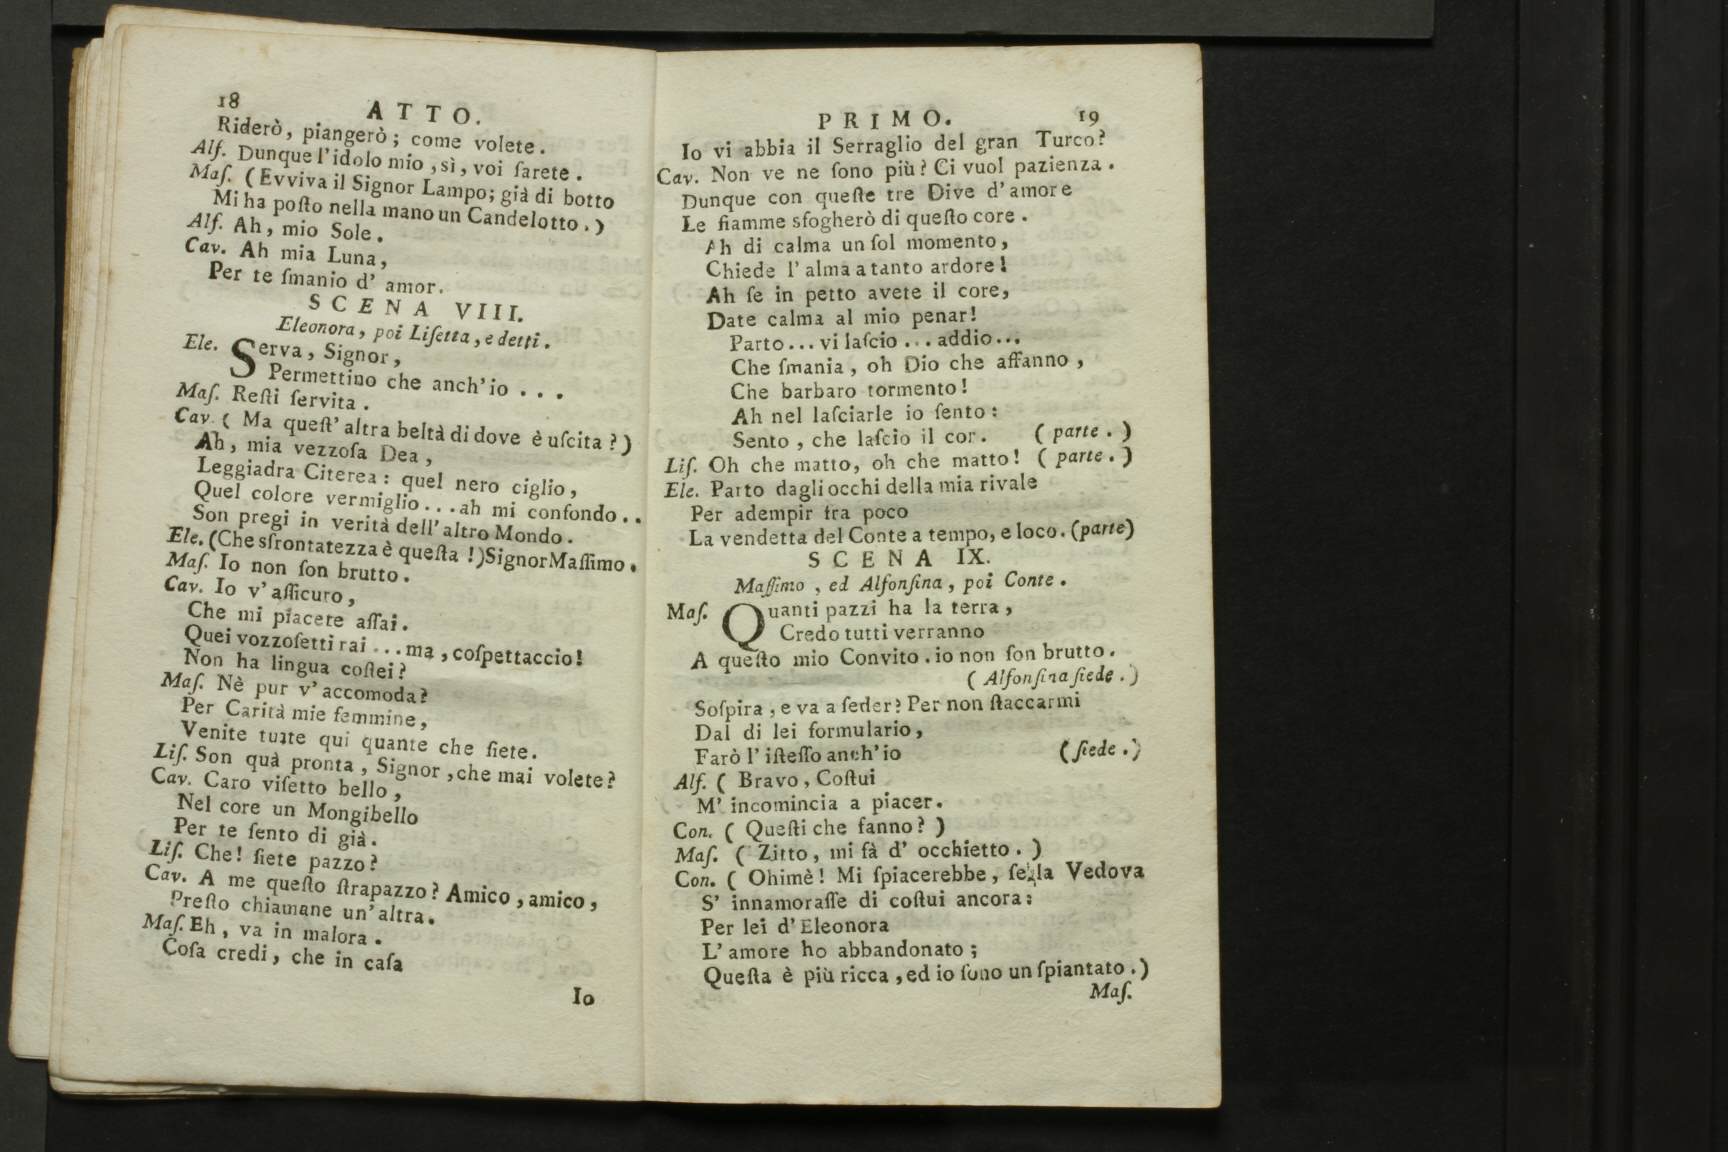 18
ATTO.
Riderò, piangerò; come volete.
Alſ. Dunque l'idolo mio, sì, voi ſarete.
Maſ. (Evviva il Signor Lampo; già di botto
Mi ha poſto nella mano un Candelotto.)
Alſ. Ah, mio Sole.
Cav. Ah mia Luna,
Per te ſmanio d' amor.
SCENA VIII.
Eleonora, poi Liſetta, e detti.
Ele. Serva, Signor,
Permettino che anch'io ...
Maſ. Reſti ſervita.
Cav. ( Ma queſt' altra beltà di dove è uſcita?)
Ah, mia vezzoſa Dea,
Leggiadra Citerea: quel nero ciglio,
Quel colore vermiglio...ah mi confondo..
Son pregi in verità dell'altro Mondo.
Ele. (Che sfrontatezza è queſta!) Signor Maſſimo.
Maſ. Io non ſon brutto.
Cav. Io v' aſſicuro,
Che mi piacete aſſai.
Quei vozzoſetti rai ...ma, coſpettaccio!
Non ha lingua coſtei?
Maſ. Nè pur v' accomoda?
Per Carità mie femmine,
Venite tutte qui quante che ſiete.
Liſ. Son quà pronta, Signor, che mai volete?
Cav. Caro viſetto bello,
Nel core un Mongibello
Per te ſento di già.
Liſ. Che! ſiete pazzo?
Cav. A me queſto ſtrapazzo? Amico, amico,
Preſto chiamane un' altra.
Maſ. Eh, va in malora.
Coſa credi, che in caſa
Io
PRIMO. 19
Io vi abbia il Serraglio del gran Turco?
Cav. Non ve ne ſono più? Ci vuol pazienza.
Dunque con queſte tre Dive d' amore
Le fiamme sfogherò di queſto core.
Ah di calma un ſol momento,
Chiede l' alma a tanto ardore!
Ah ſe in petto avete il core,
Date calma al mio penar!
Parto... vi laſcio ... addio...
Che ſmania, oh Dio che affanno,
Che barbaro tormento!
Ah nel laſciarle io ſento:
Sento, che laſcio il cor. (parte.)
Liſ. Oh che matto, oh che matto! (parte.)
Ele. Parto dagli occhi della mia rivale
Per adempir tra poco
La vendetta del Conte a tempo, e loco. (parte)
SCENA IX.
Maſſimo, ed Alfonſina, poi Conte.
Maſ. Quanti pazzi ha la terra,
Credo tutti verranno
A queſto mio Convito. io non ſon brutto.
(Alfonſina ſiede.)
Soſpira, e va a ſeder? Per non ſtaccarmi
Dal di lei formulario,
Farò l' iſteſſo anch'io (ſiede.)
Alſ. ( Bravo, Coſtui
M' incomincia a piacer.
Con. ( Queſti che fanno? )
Maſ. ( Zitto, mi fà d' occhietto. )
Con. ( Ohimè! Mi ſpiacerebbe, ſe la Vedova
S' innamoraſſe di coſtui ancora:
Per lei d' Eleonora
L' amore ho abbandonato;
Queſta è più ricca, ed io ſono un ſpiantato.)
Maſ.